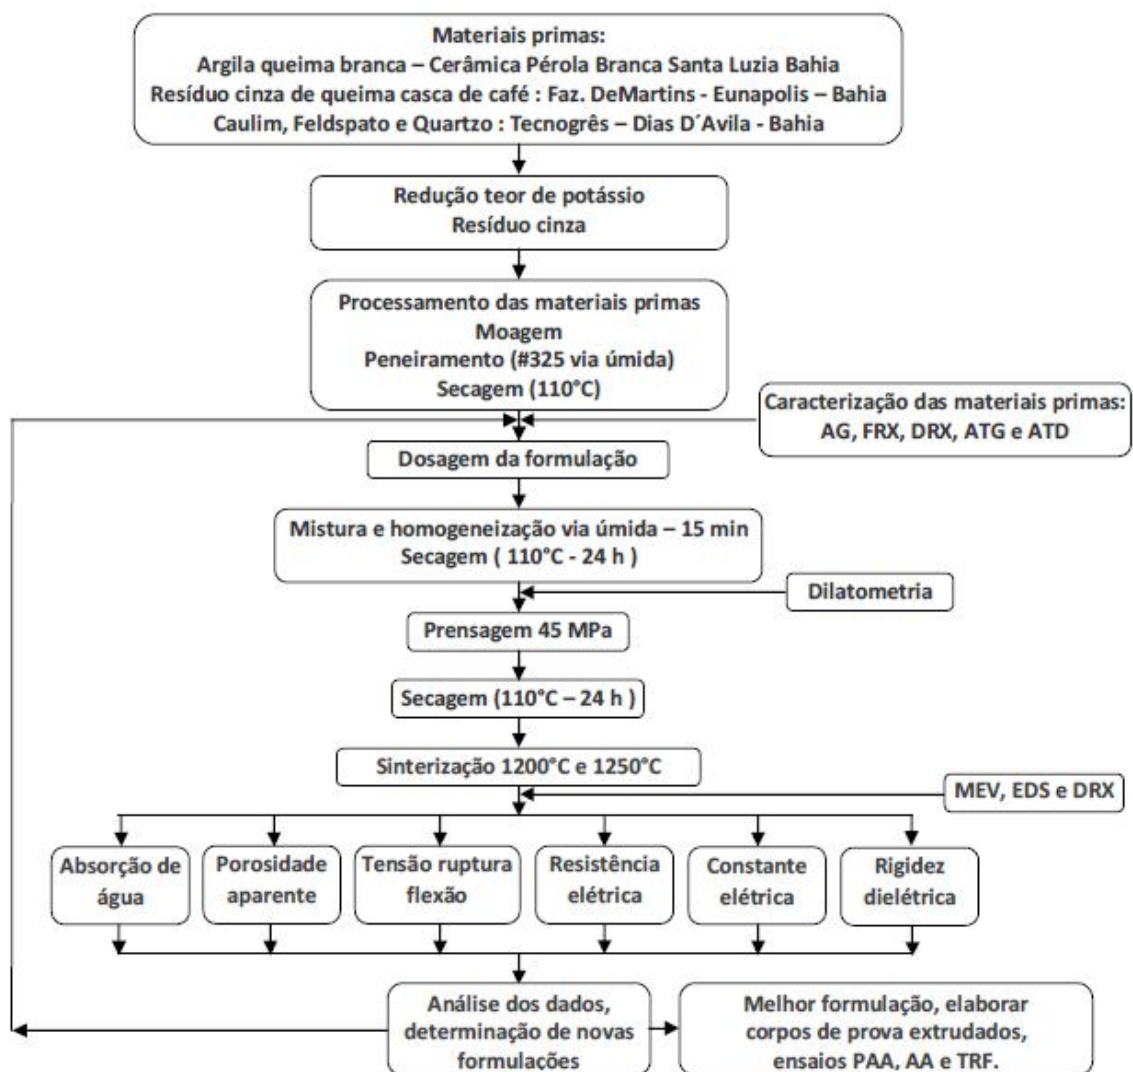 Materiais primas:
Argila queima branca – Cerâmica Pérola Branca Santa Luzia Bahia
Resíduo cinza de queima casca de café : Faz. DeMartins - Eunapolis – Bahia
Caulim, Feldspato e Quartzo : Tecnogrês – Dias D´Avila - Bahia
Redução teor de potássio
Resíduo cinza
Processamento das materiais primas
Moagem
Peneiramento (#325 via úmida)
Secagem (110°C)
Caracterização das materiais primas:
AG, FRX, DRX, ATG e ATD
Dosagem da formulação
Mistura e homogeneização via úmida – 15 min
Secagem ( 110°C - 24 h )
Dilatometria
Prensagem 45 MPa
Secagem (110°C – 24 h )
Sinterização 1200°C e 1250°C
MEV, EDS e DRX
Absorção de
água
Porosidade
aparente
Tensão ruptura
flexão
Resistência
elétrica
Constante
elétrica
Rigidez
dielétrica
Análise dos dados,
determinação de novas
formulações
Melhor formulação, elaborar
corpos de prova extrudados,
ensaios PAA, AA e TRF.